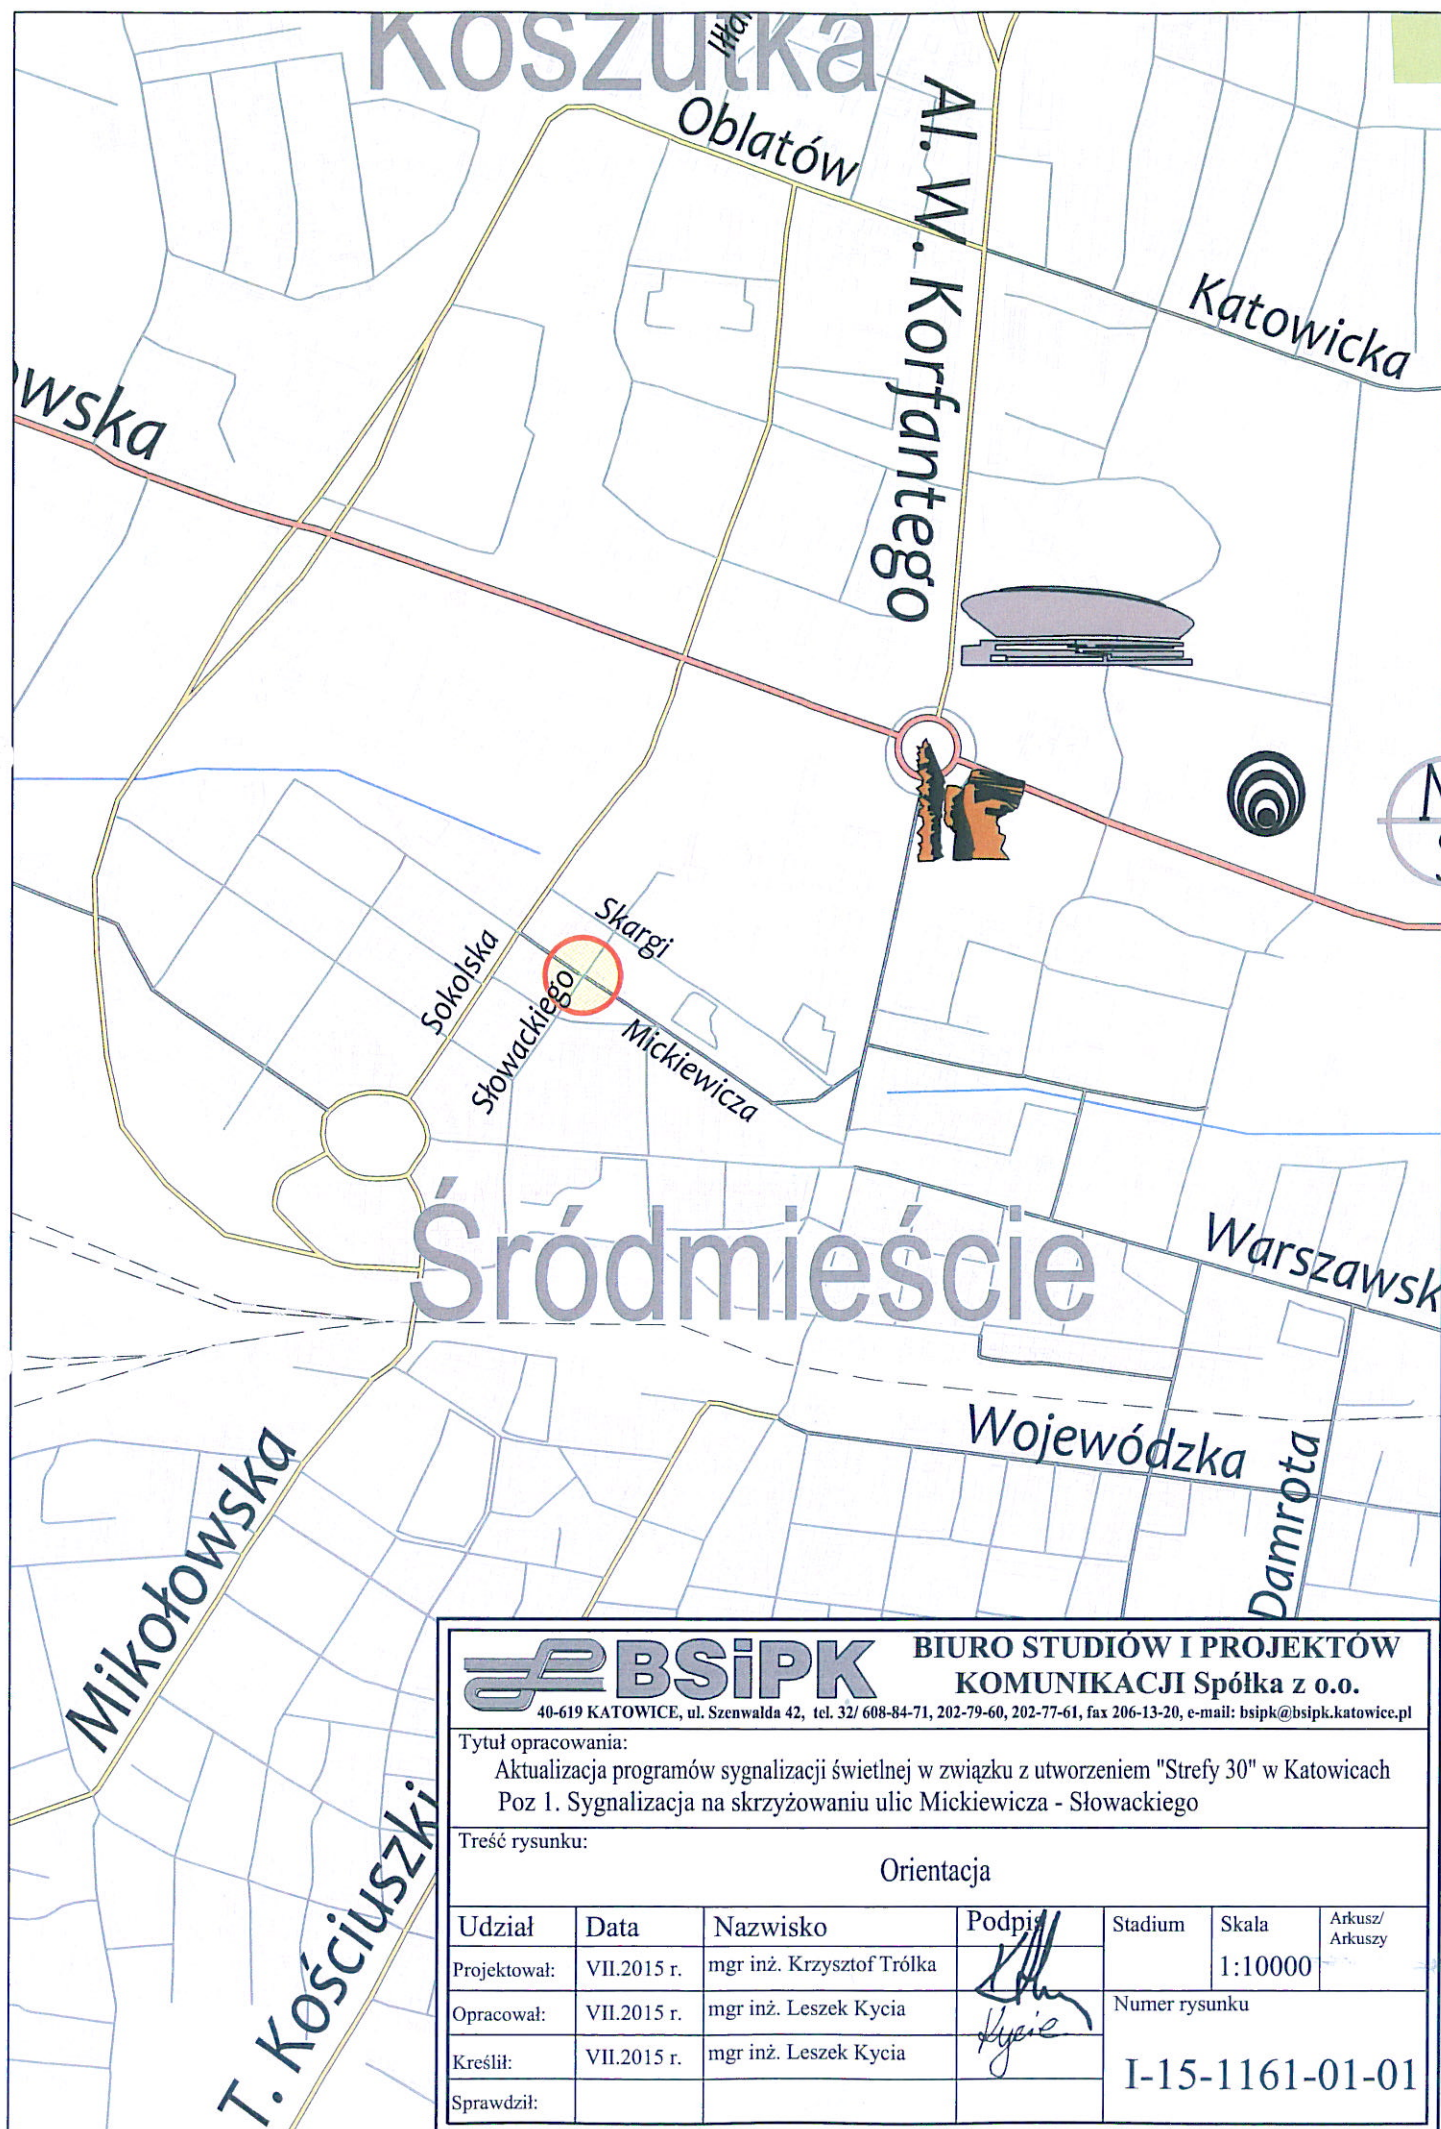 Koszutka
Oblatów
Al. W. Korfantego
Katowicka
owska
Skargi
Sokolska
Słowackiego
Mickiewicza
Śródmieście
Warszawsk
Wojewódzka
Damrota
Mikołowska
T. Kościuszki
BSiPK
BIURO STUDIÓW I PROJEKTÓW
KOMUNIKACJI Spółka z o.o.
40-619 KATOWICE, ul. Szenwalda 42, tel. 32/ 608-84-71, 202-79-60, 202-77-61, fax 206-13-20, e-mail: bsipk@bsipk.katowice.pl
Tytuł opracowania:
Aktualizacja programów sygnalizacji świetlnej w związku z utworzeniem "Strefy 30" w Katowicach
Poz 1. Sygnalizacja na skrzyżowaniu ulic Mickiewicza - Słowackiego
Treść rysunku:
Orientacja
Udział Data Nazwisko Podpis Stadium Skala Arkusz/
Arkuszy
Projektował: VII.2015 r. mgr inż. Krzysztof Trólka 1:10000
Opracował: VII.2015 r. mgr inż. Leszek Kycia Kycia Numer rysunku
Kreślił: VII.2015 r. mgr inż. Leszek Kycia
I-15-1161-01-01
Sprawdził: